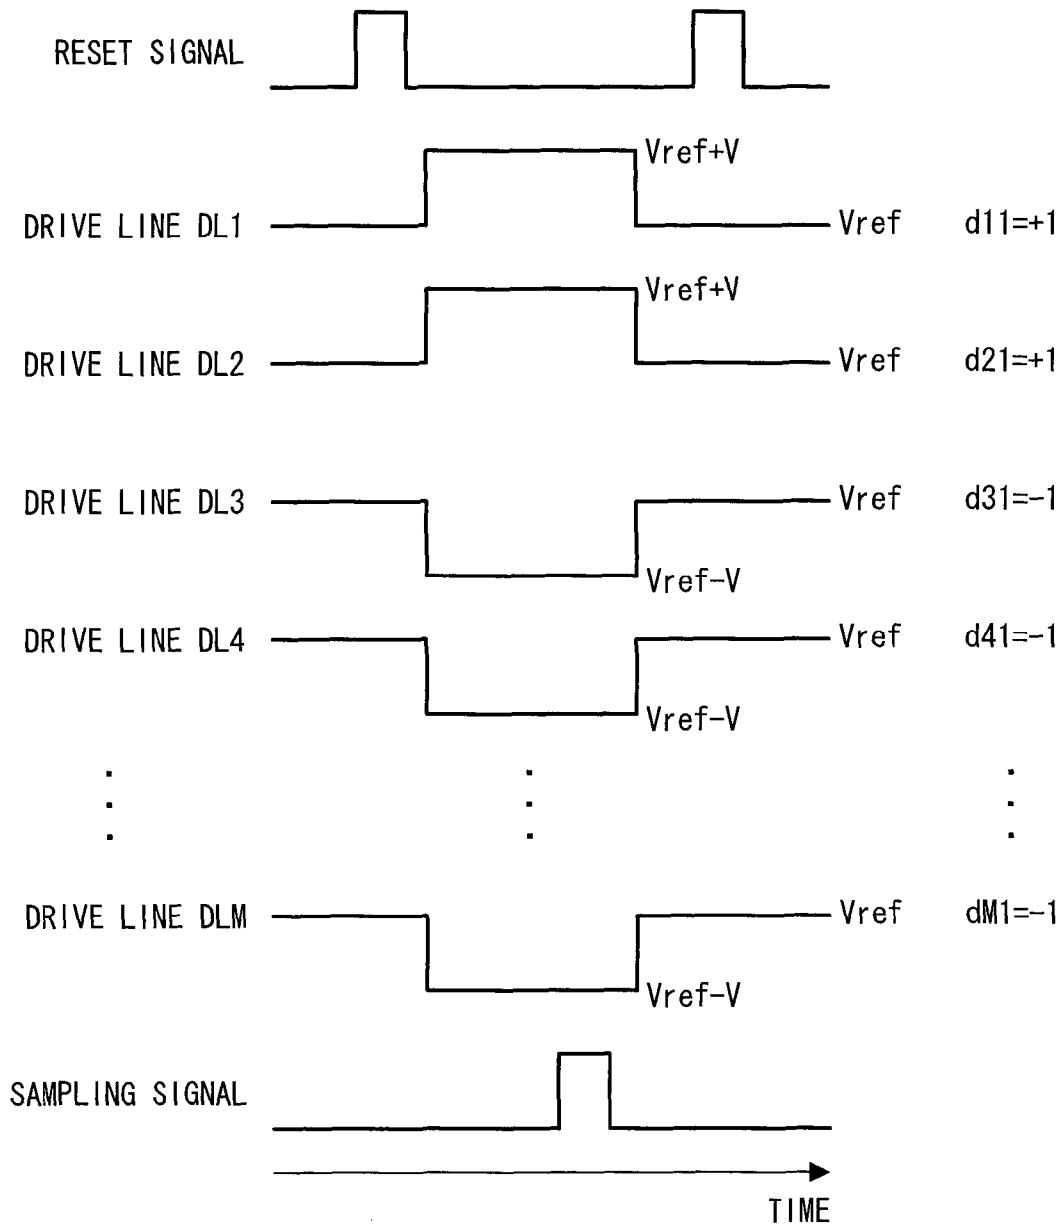 RESET SIGNAL
Vref+V
DRIVE LINE DL1 Vref d11=+1
Vref+V
DRIVE LINE DL2 Vref d21=+1
DRIVE LINE DL3 Vref d31=-1
Vref-V
DRIVE LINE DL4 Vref d41=-1
Vref-V
DRIVE LINE DLM Vref dM1=-1
Vref-V
SAMPLING SIGNAL
TIME